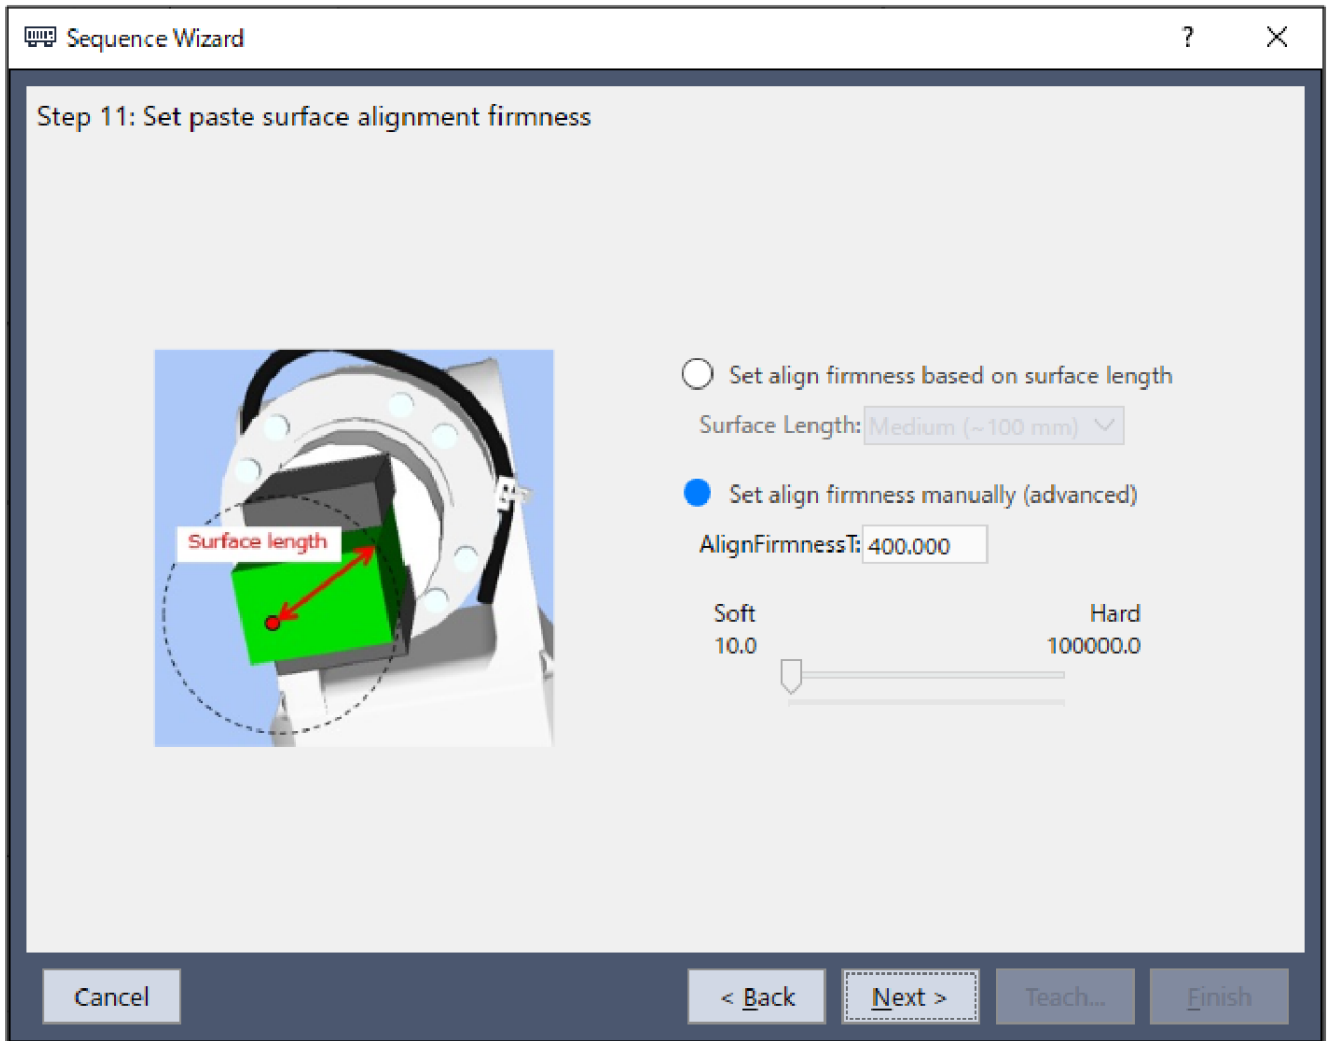 Sequence Wizard
?
Step 11: Set paste surface alignment firmness
Surface length
Set align firmness based on surface length
Surface Length: Medium (~100 mm)
Set align firmness manually (advanced)
AlignFirmnessT: 400.000
Soft Hard
10.0 100000.0
Cancel < Back Next > Teach... Finish